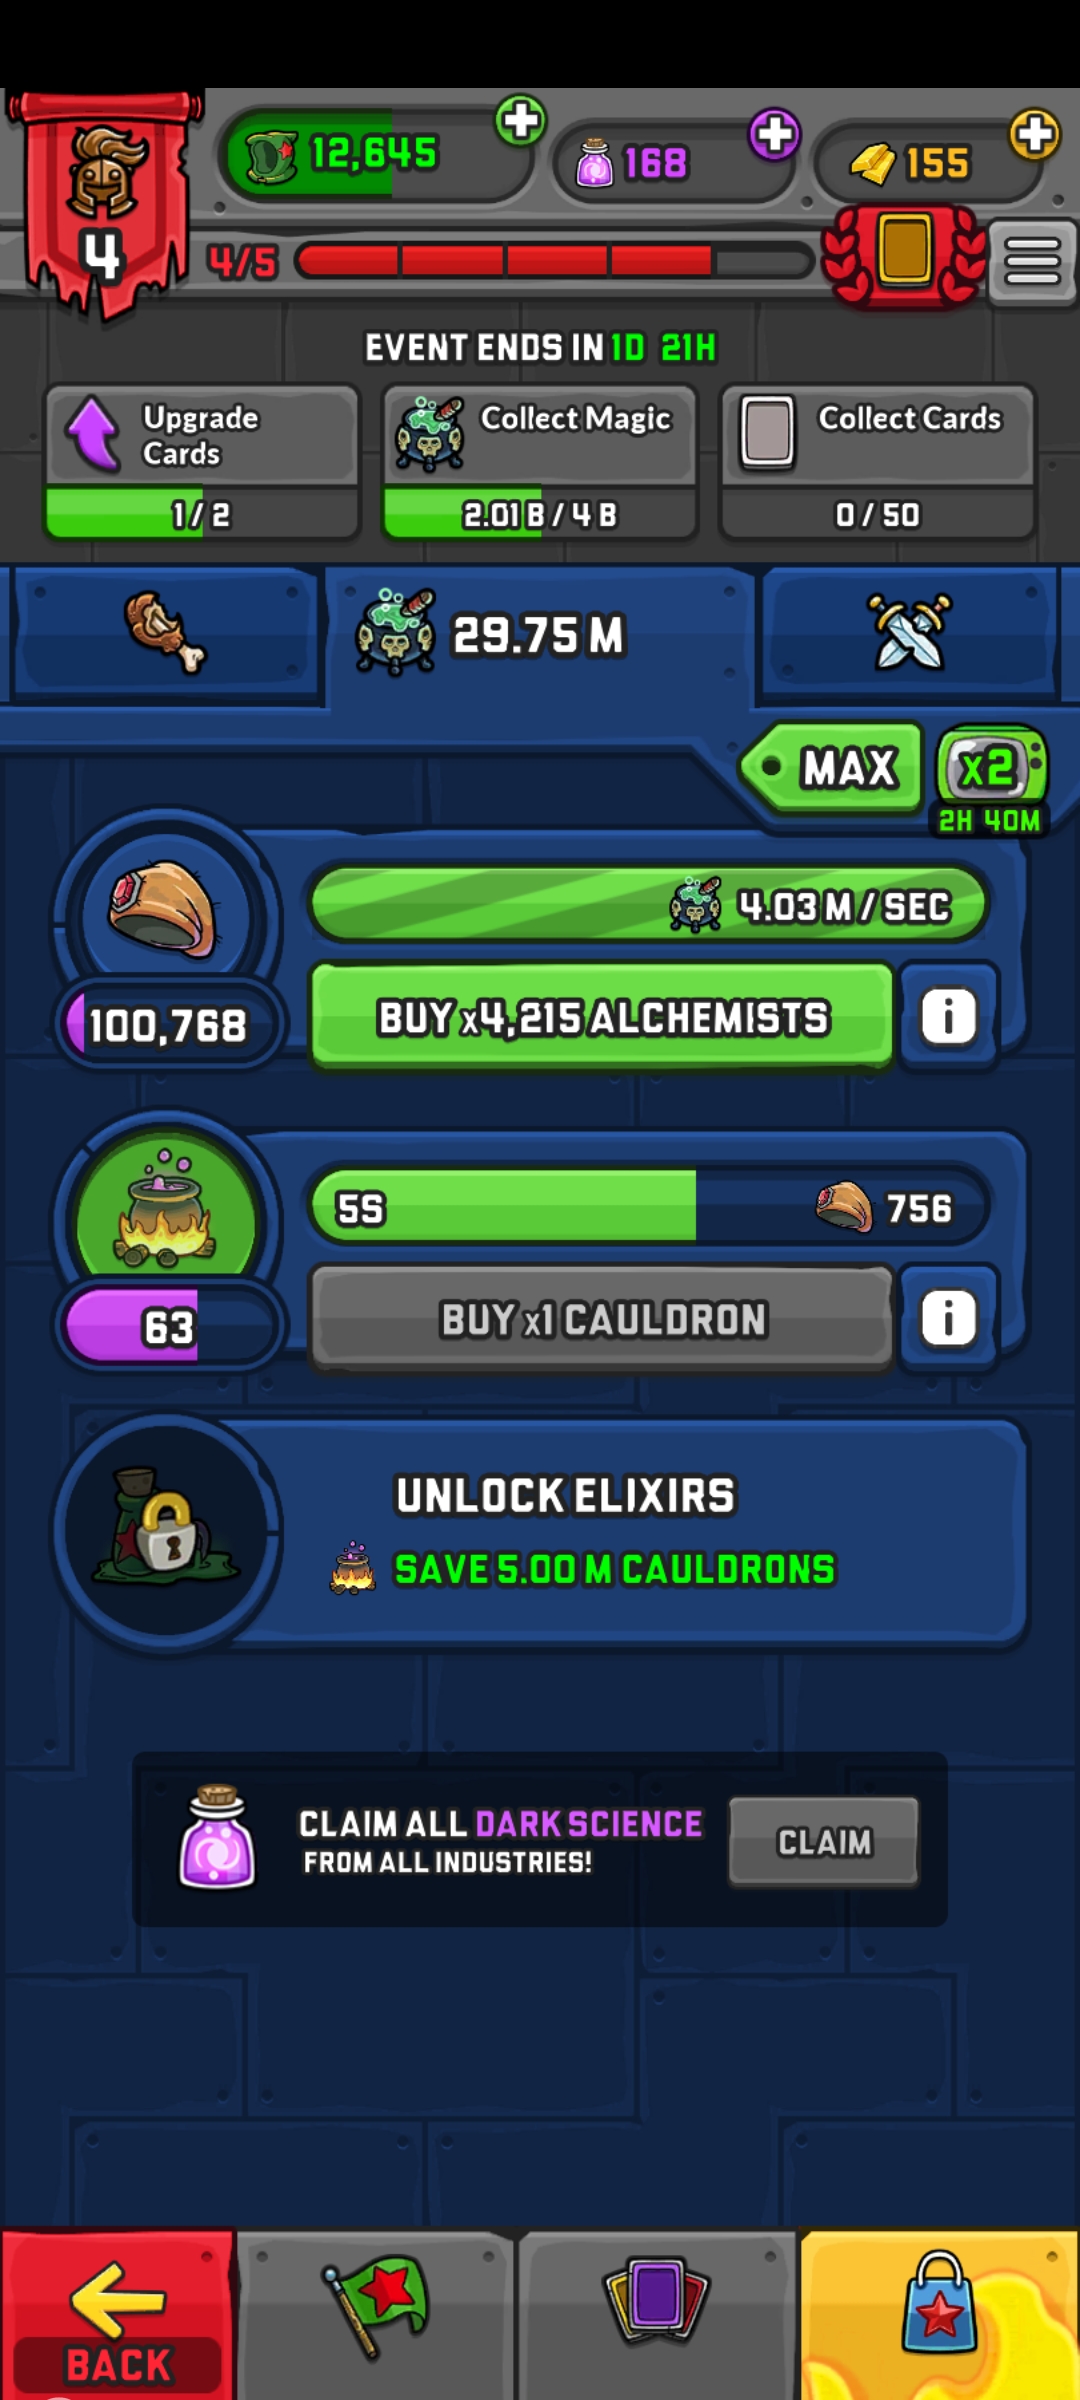 12,645
168
155
4
4/5
EVENT ENDS IN 1D 21H
Upgrade
Cards
1 / 2
Collect Magic
2.01 B / 4 B
Collect Cards
0 / 50
29.75 M
MAX
x2
2H 40M
4.03 M / SEC
100,768
BUY x4,215 ALCHEMISTS
i
5S
756
63
BUY x1 CAULDRON
i
UNLOCK ELIXIRS
SAVE 5.00 M CAULDRONS
CLAIM ALL DARK SCIENCE
FROM ALL INDUSTRIES!
CLAIM
BACK